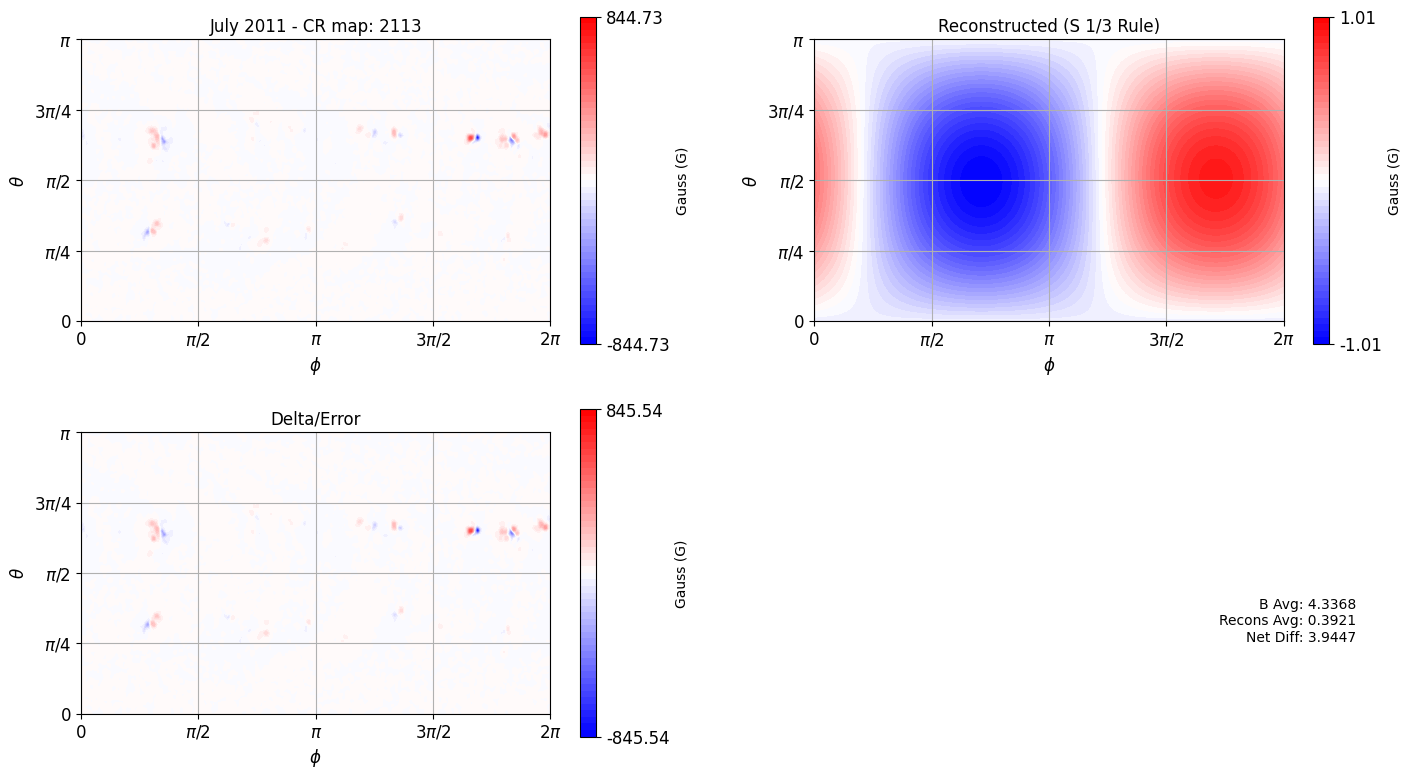 July 2011 - CR map: 2113
π
3π/4
π/2
π/4
0
θ
0
π/2
π
3π/2
2π
ϕ
844.73
-844.73
Gauss (G)
Reconstructed (S 1/3 Rule)
π
3π/4
π/2
π/4
0
θ
0
π/2
π
3π/2
2π
ϕ
1.01
-1.01
Gauss (G)
Delta/Error
π
3π/4
π/2
π/4
0
θ
0
π/2
π
3π/2
2π
ϕ
845.54
-845.54
Gauss (G)
B Avg: 4.3368
Recons Avg: 0.3921
Net Diff: 3.9447